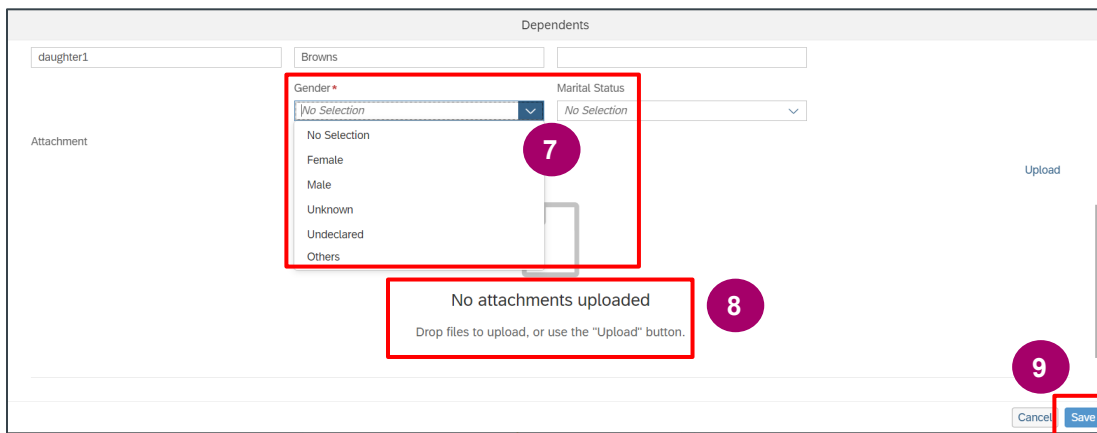 Dependents
daughter1 Browns
Gender* Marital Status
No Selection No Selection
No Selection
Attachment
7
Female
Upload
Male
Unknown
Undeclared
Others
No attachments uploaded
8
Drop files to upload, or use the "Upload" button.
9
Cancel Save